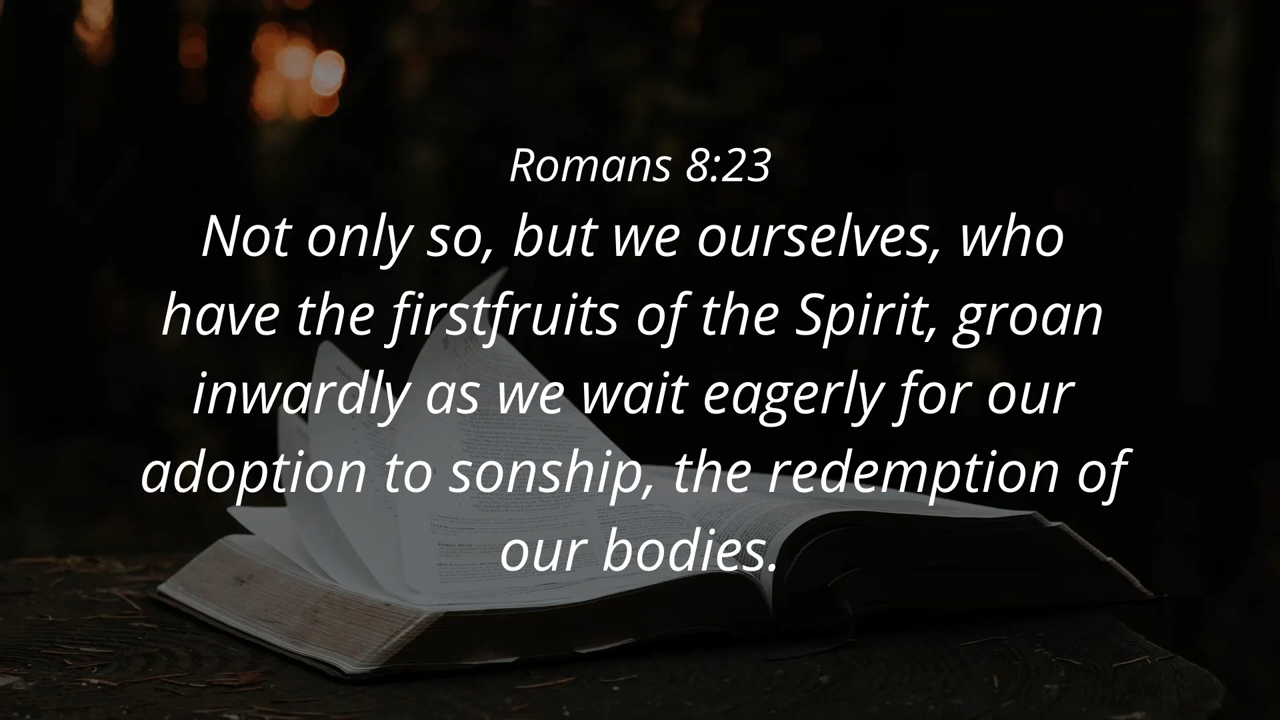 Romans 8:23
Not only so, but we ourselves, who
have the firstfruits of the Spirit, groan
inwardly as we wait eagerly for our
adoption to sonship, the redemption of
our bodies.